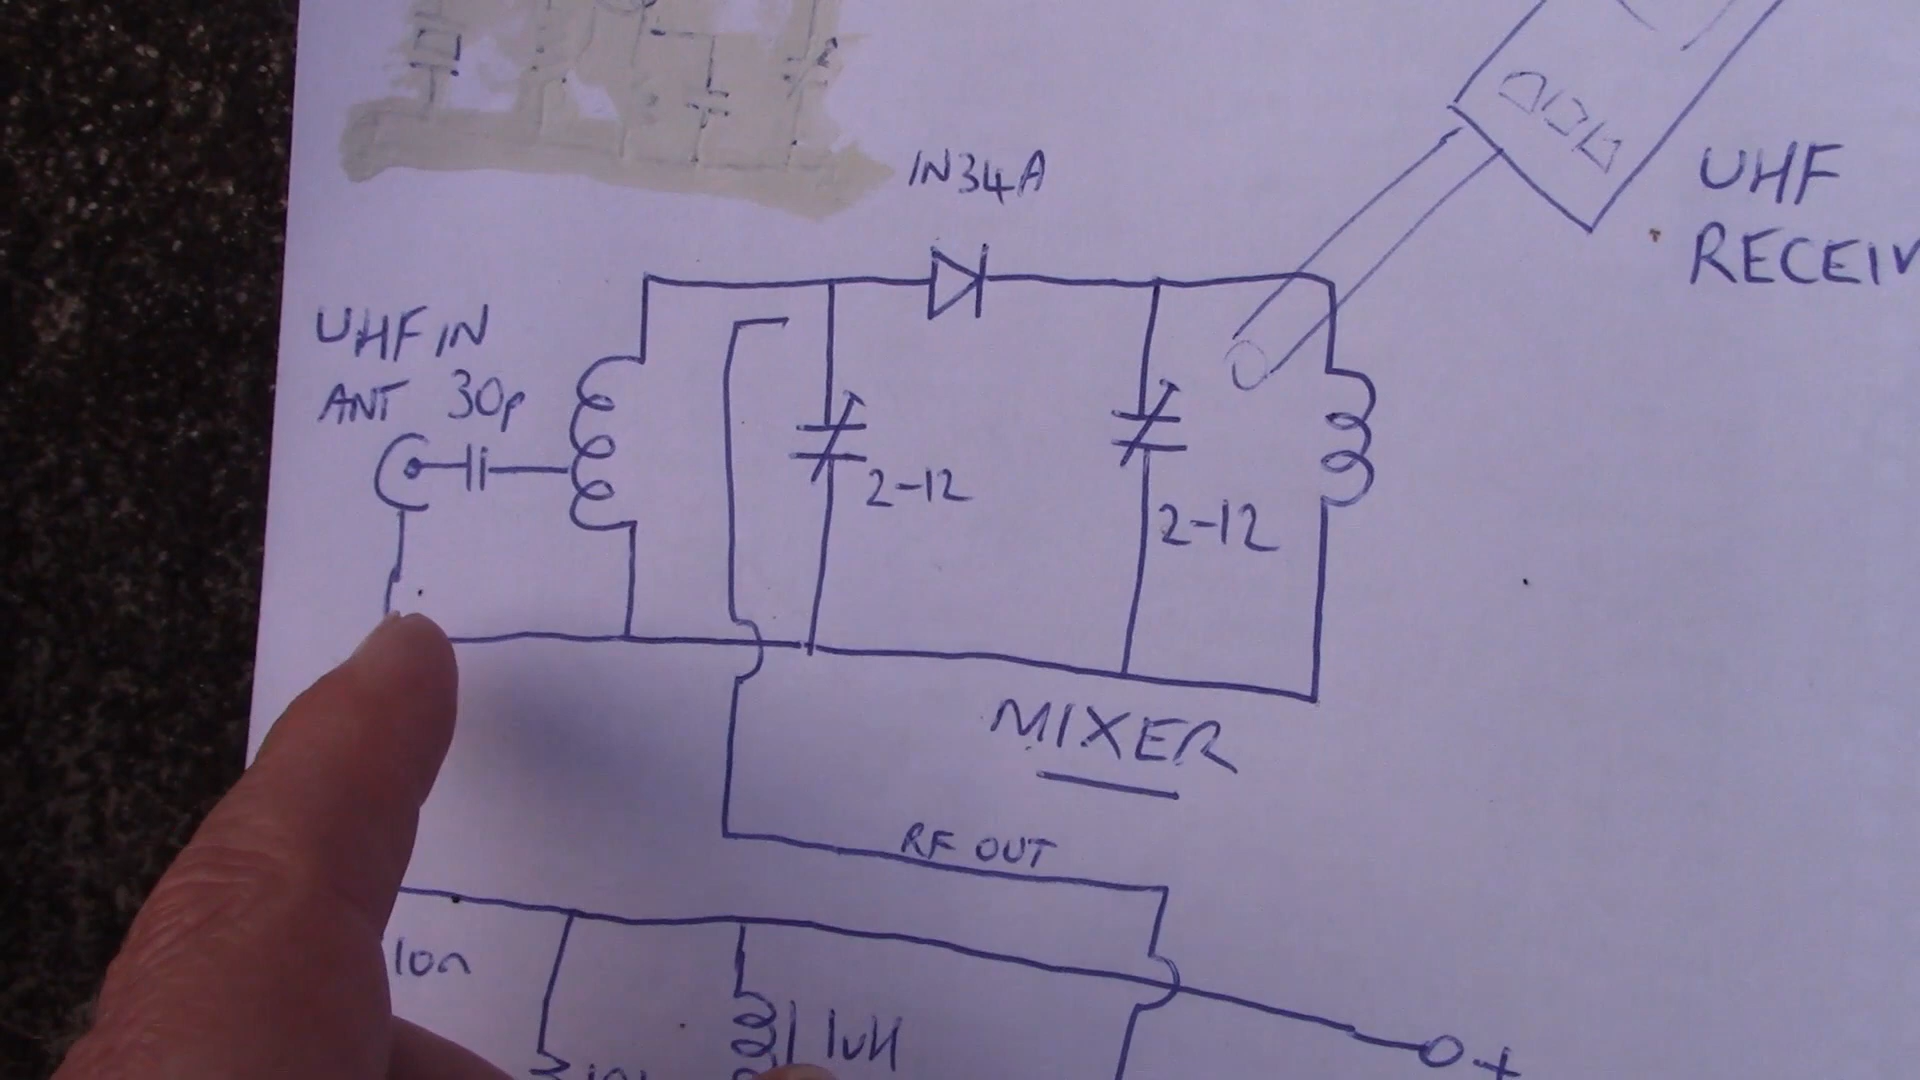 IN34A
UHF
RECEIV
UHF IN
ANT 30p
2-12
2-12
MIXER
RF OUT
10n
1uH
+